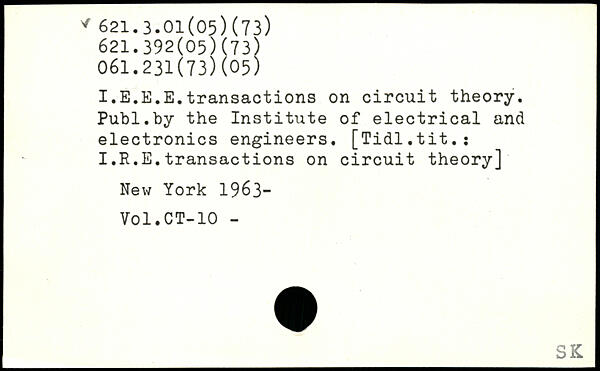 ✓ 621.3.01(05)(73)
621.392(05)(73)
061.231(73)(05)
I.E.E.E.transactions on circuit theory.
Publ.by the Institute of electrical and
electronics engineers. [Tidl.tit.:
I.R.E.transactions on circuit theory]
New York 1963-
Vol.CT-10 -
SK